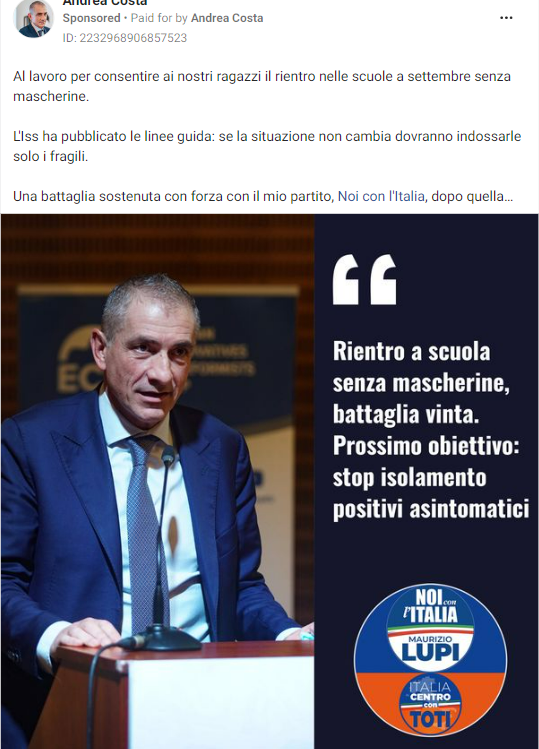 Andrea Costa
Sponsored • Paid for by Andrea Costa
ID: 2232968906857523
Al lavoro per consentire ai nostri ragazzi il rientro nelle scuole a settembre senza
mascherine.
L'Iss ha pubblicato le linee guida: se la situazione non cambia dovranno indossarle
solo i fragili.
Una battaglia sostenuta con forza con il mio partito, Noi con l'Italia, dopo quella...
Rientro a scuola
senza mascherine,
battaglia vinta.
Prossimo obiettivo:
stop isolamento
positivi asintomatici
NOI con
l'ITALIA
MAURIZIO
LUPI
ITALIA
CENTRO
con
TOTI